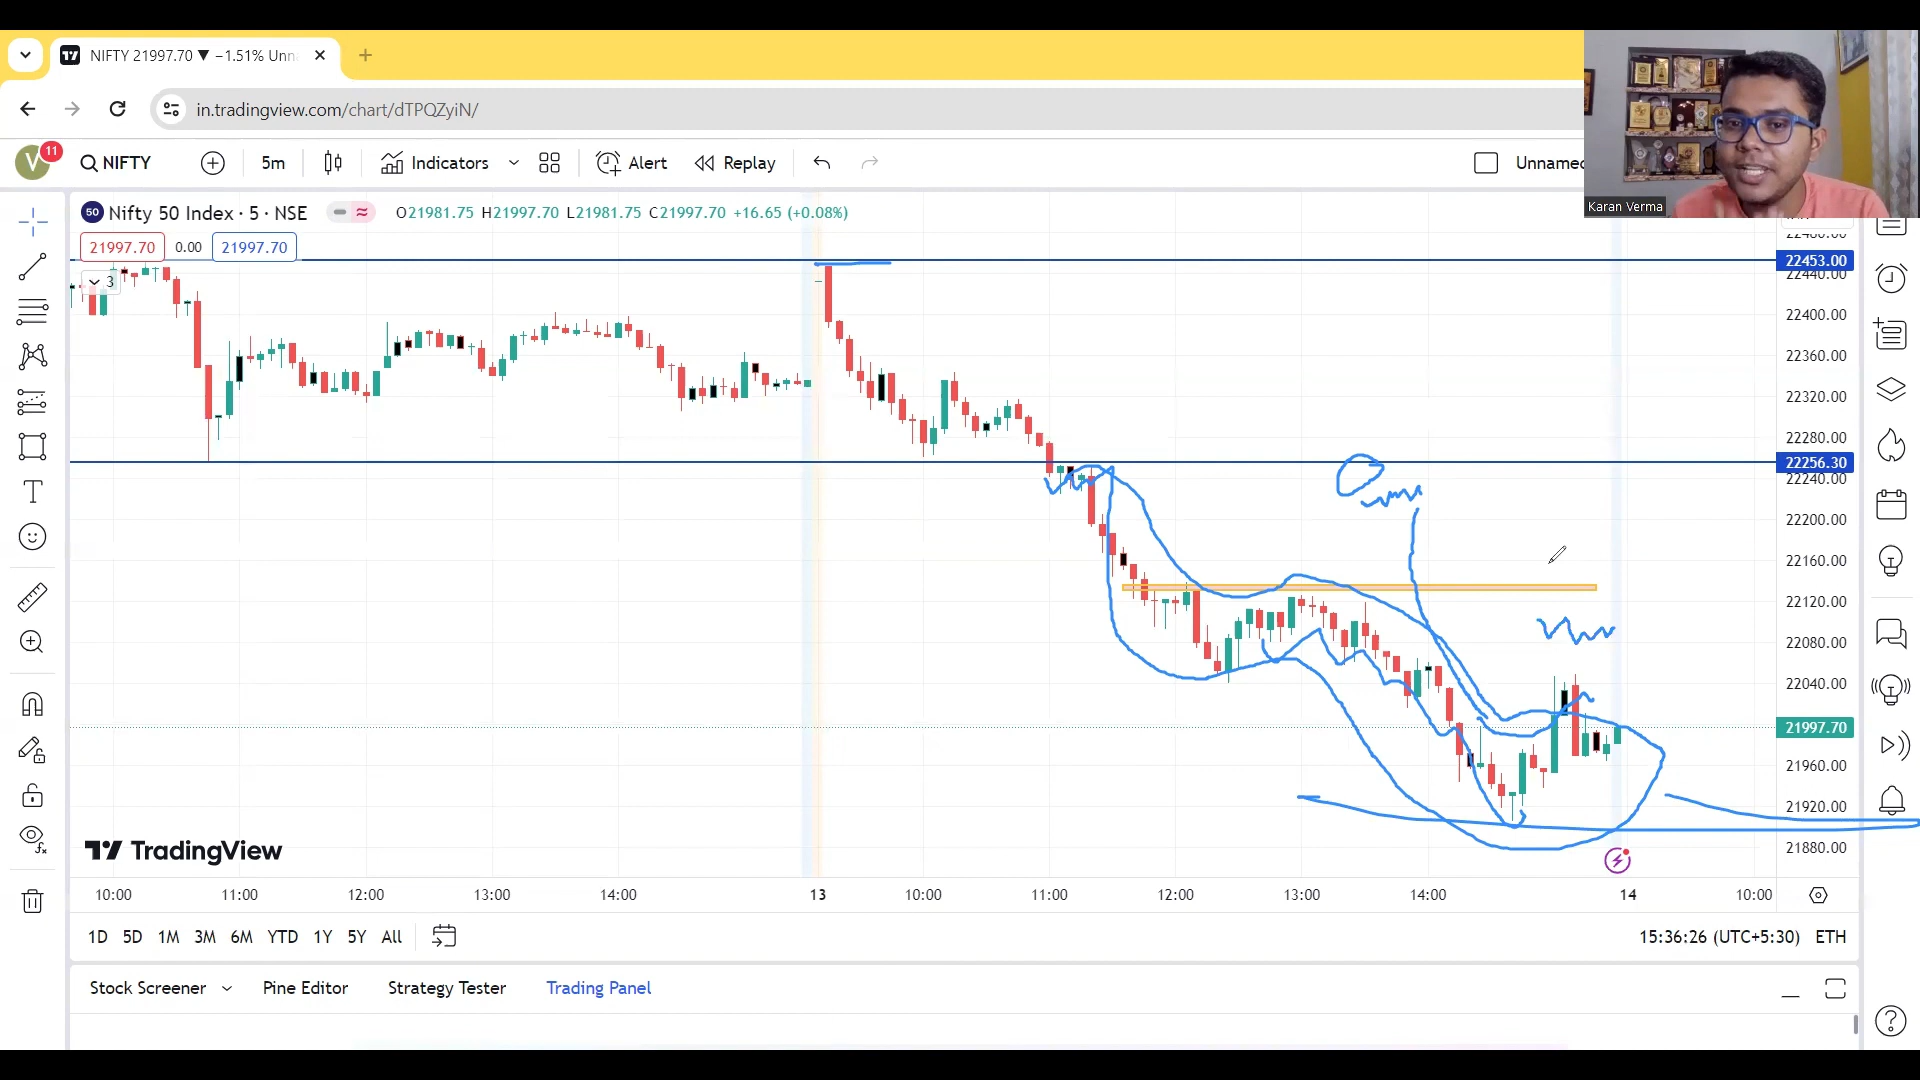 NIFTY 21997.70 ▼ −1.51% Unn
in.tradingview.com/chart/dTPQZyiN/
V 11 NIFTY 5m Indicators Alert Replay Unnamed
Karan Verma
50 Nifty 50 Index · 5 · NSE O21981.75 H21997.70 L21981.75 C21997.70 +16.65 (+0.08%)
21997.70 0.00 21997.70
3
22453.00
22440.00
22400.00
22360.00
22320.00
22280.00
22256.30
22240.00
22200.00
22160.00
22120.00
22080.00
22040.00
21997.70
21960.00
21920.00
21880.00
TradingView
10:00 11:00 12:00 13:00 14:00 13 10:00 11:00 12:00 13:00 14:00 14 10:00
1D 5D 1M 3M 6M YTD 1Y 5Y All 15:36:26 (UTC+5:30) ETH
Stock Screener Pine Editor Strategy Tester Trading Panel